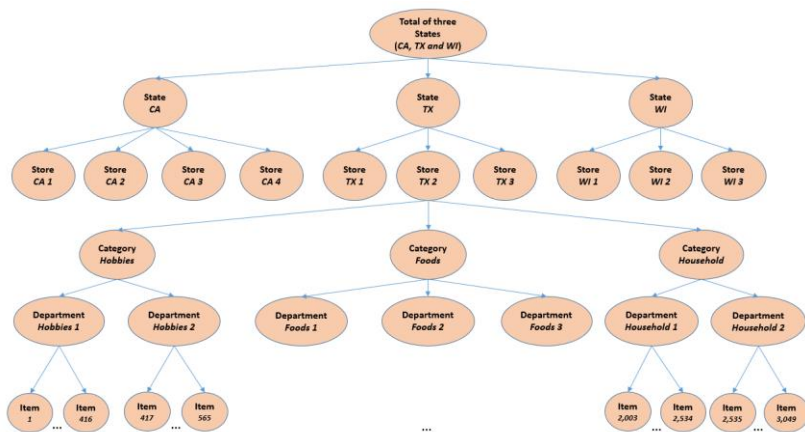 Total of three
States
(CA, TX and WI)
State
CA
State
TX
State
WI
Store
CA 1
Store
CA 2
Store
CA 3
Store
CA 4
Store
TX 1
Store
TX 2
Store
TX 3
Store
WI 1
Store
WI 2
Store
WI 3
Category
Hobbies
Category
Foods
Category
Household
Department
Hobbies 1
Department
Hobbies 2
Department
Foods 1
Department
Foods 2
Department
Foods 3
Department
Household 1
Department
Household 2
Item
1
...
Item
416
Item
417
...
Item
565
...
Item
2,003
...
Item
2,534
Item
2,535
...
Item
3,049